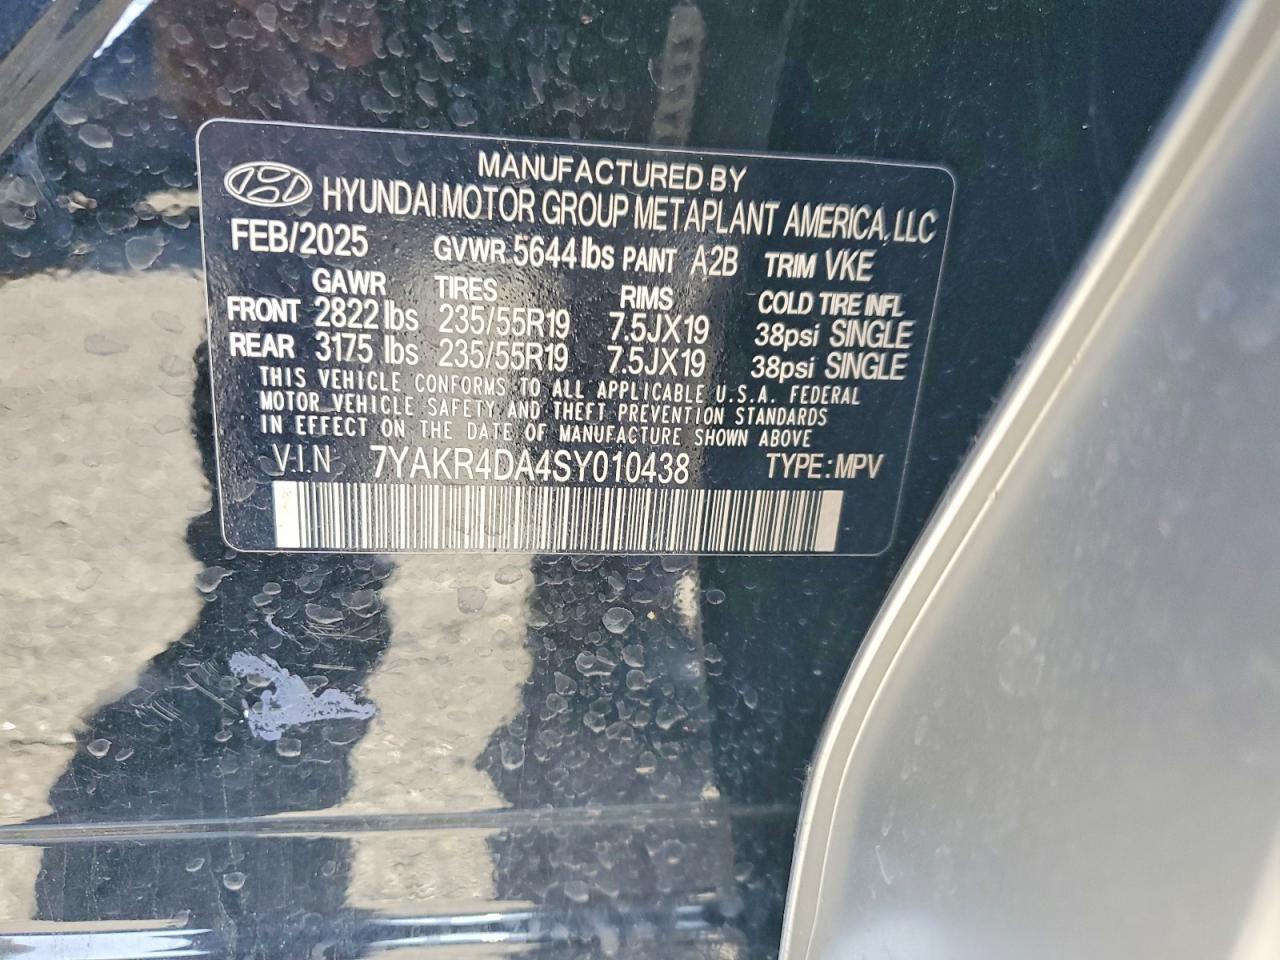 MANUFACTURED BY
HYUNDAI MOTOR GROUP METAPLANT AMERICA, LLC
FEB/2025 GVWR 5644 lbs PAINT A2B TRIM VKE
GAWR TIRES RIMS COLD TIRE INFL
FRONT 2822 lbs 235/55R19 7.5JX19 38psi SINGLE
REAR 3175 lbs 235/55R19 7.5JX19 38psi SINGLE
THIS VEHICLE CONFORMS TO ALL APPLICABLE U.S.A. FEDERAL
MOTOR VEHICLE SAFETY AND THEFT PREVENTION STANDARDS
IN EFFECT ON THE DATE OF MANUFACTURE SHOWN ABOVE
V.I.N 7YAKR4DA4SY010438 TYPE: MPV